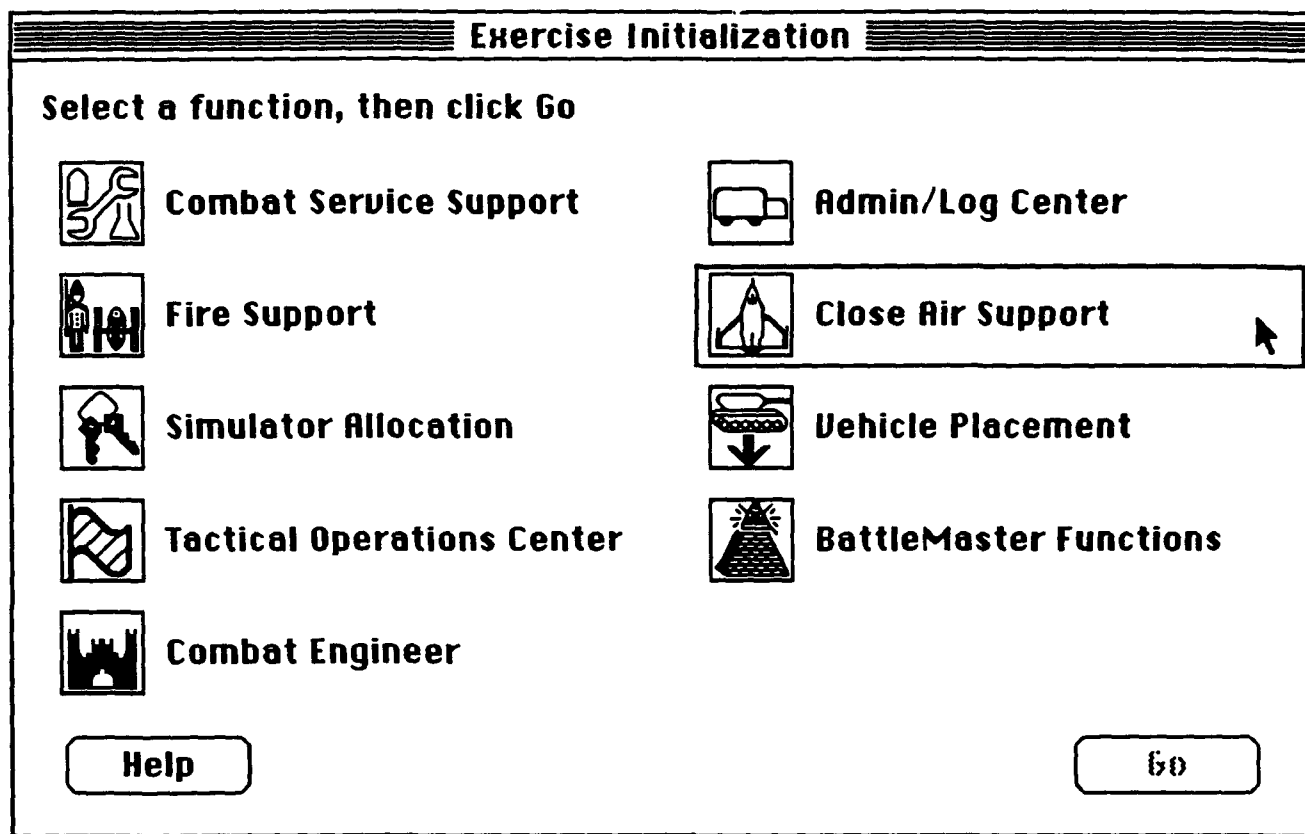 Exercise Initialization
Select a function, then click Go
Combat Service Support
Admin/Log Center
Fire Support
Close Air Support
Simulator Allocation
Vehicle Placement
Tactical Operations Center
BattleMaster Functions
Combat Engineer
Help
Go